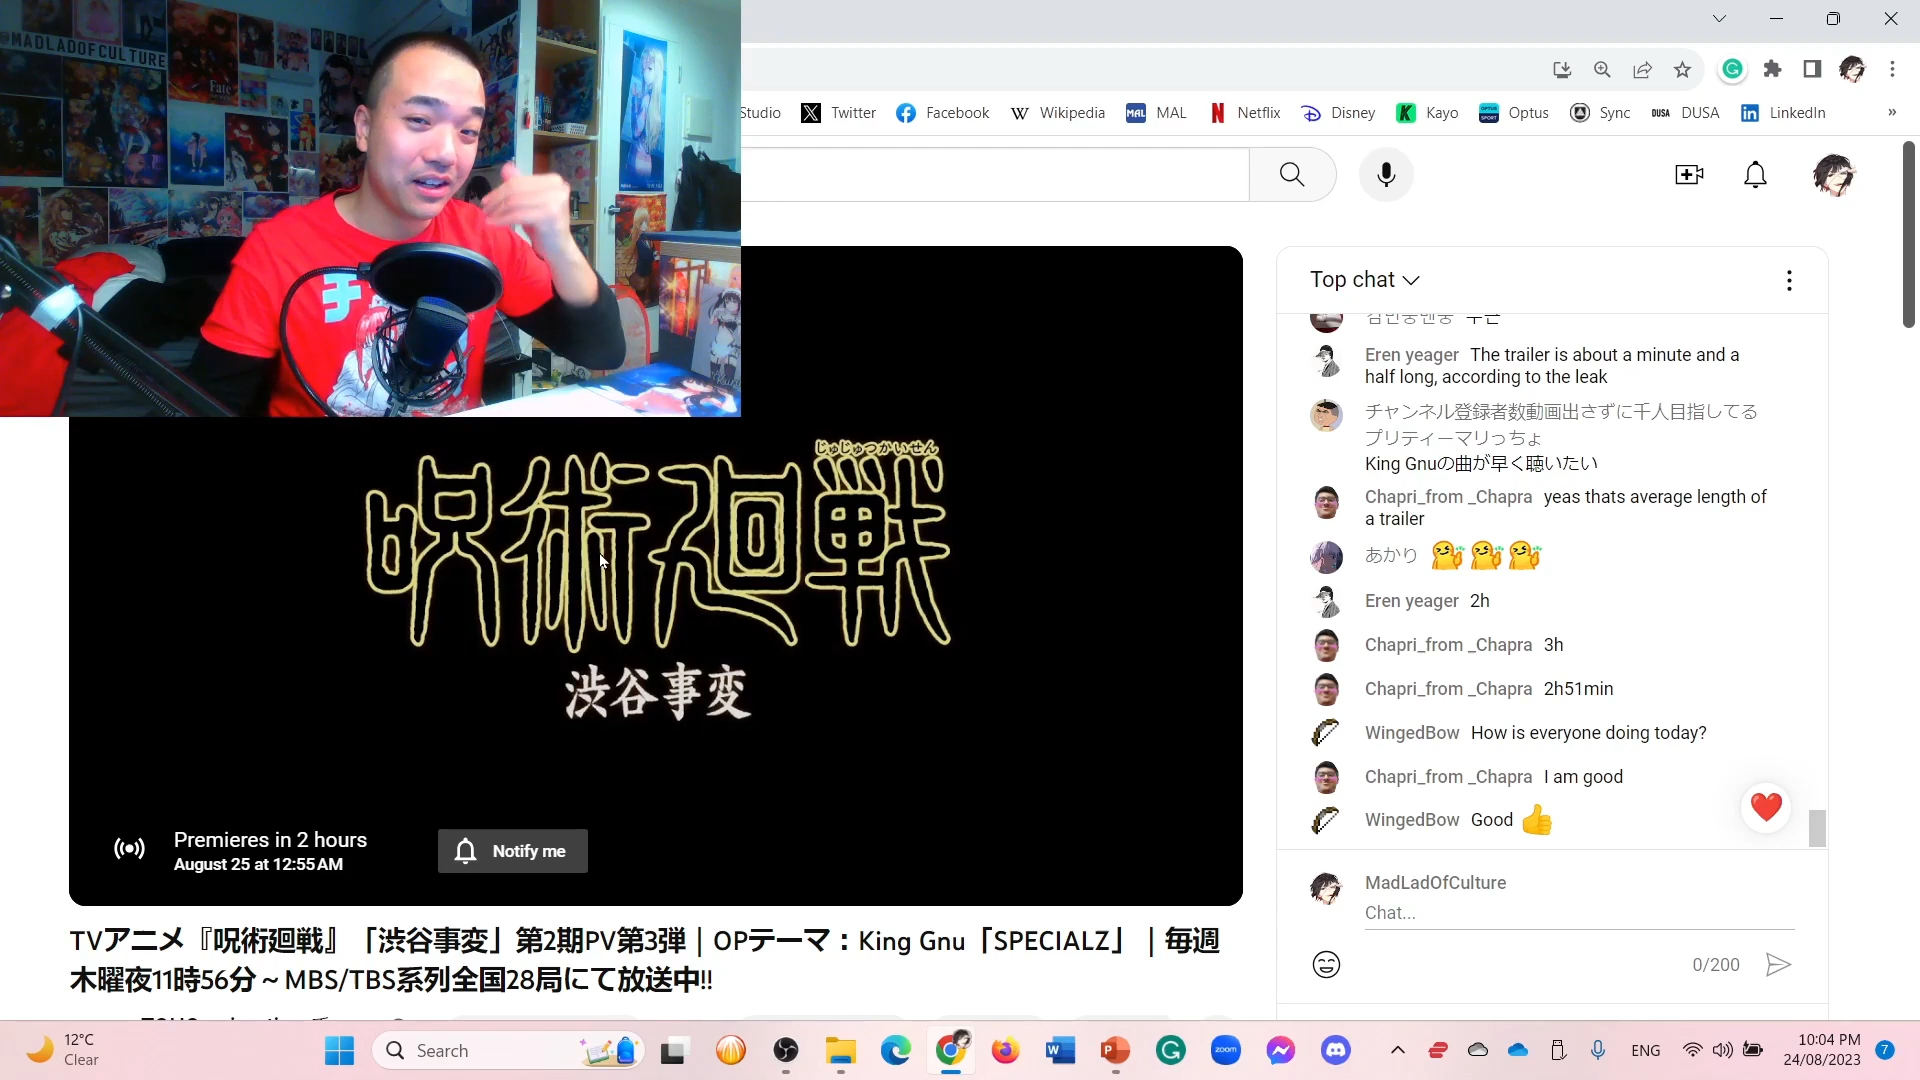 @MADLADOFCULTURE
Fate
チ
Studio
Twitter
Facebook
Wikipedia
MAL
MAL
Netflix
Disney
Kayo
OPTUS SPORT
Optus
Sync
DUSA
DUSA
LinkedIn
»
Top chat
Eren yeager The trailer is about a minute and a
half long, according to the leak
チャンネル登録者数動画出さずに千人目指してる
プリティーマリっちょ
King Gnuの曲が早く聴いたい
Chapri_from _Chapra yeas thats average length of
a trailer
あかり
Eren yeager 2h
Chapri_from _Chapra 3h
Chapri_from _Chapra 2h51min
WingedBow How is everyone doing today?
Chapri_from _Chapra I am good
WingedBow Good
MadLadOfCulture
Chat...
0/200
じゅじゅつかいせん
呪術廻戦
渋谷事変
Premieres in 2 hours
August 25 at 12:55 AM
Notify me
TVアニメ『呪術廻戦』「渋谷事変」第2期PV第3弾｜OPテーマ：King Gnu「SPECIALZ」｜毎週
木曜夜11時56分～MBS/TBS系列全国28局にて放送中!!
12°C
Clear
Search
zoom
ENG
10:04 PM
24/08/2023
7